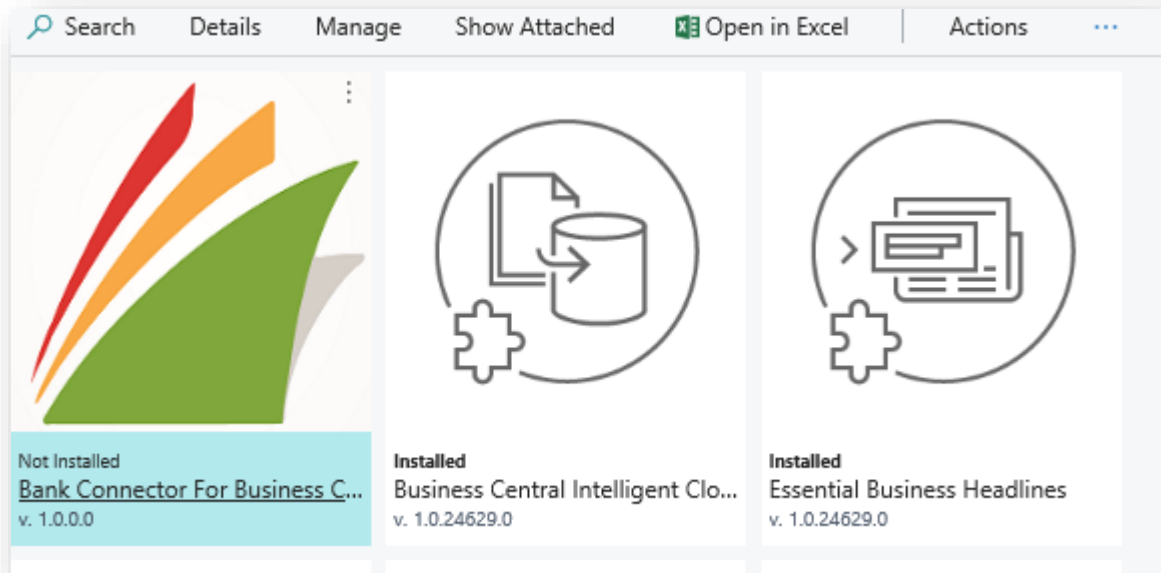 Search Details Manage Show Attached Open in Excel Actions ...
Not Installed
Bank Connector For Business C...
v. 1.0.0.0
Installed
Business Central Intelligent Clo...
v. 1.0.24629.0
Installed
Essential Business Headlines
v. 1.0.24629.0